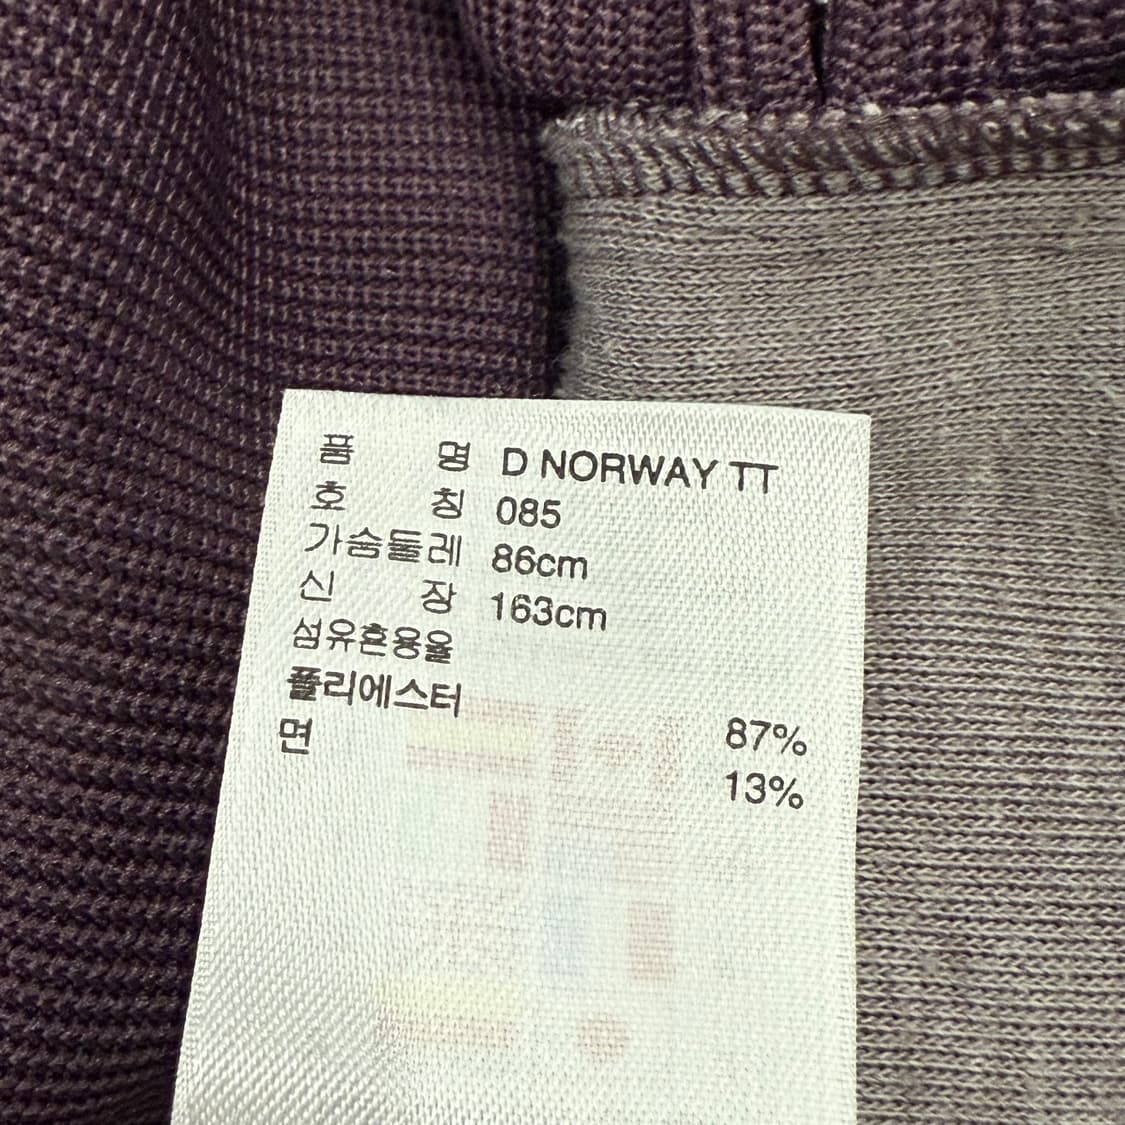 품 명 D NORWAY TT
호 칭 085
가슴둘레 86cm
신 장 163cm
섬유혼용율
폴리에스터 87%
면 13%